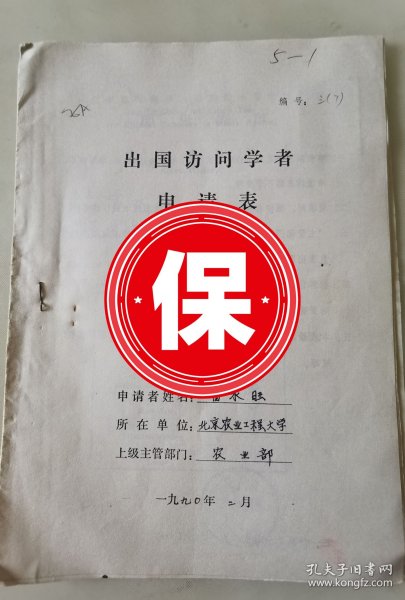 5-1
编号：三(7)
出国访问学者
申请表
保
申请者姓名：
所在单位：北京农业工程大学
上级主管部门：农业部
一九九〇年二月
孔夫子旧书网
www.kongfz.com